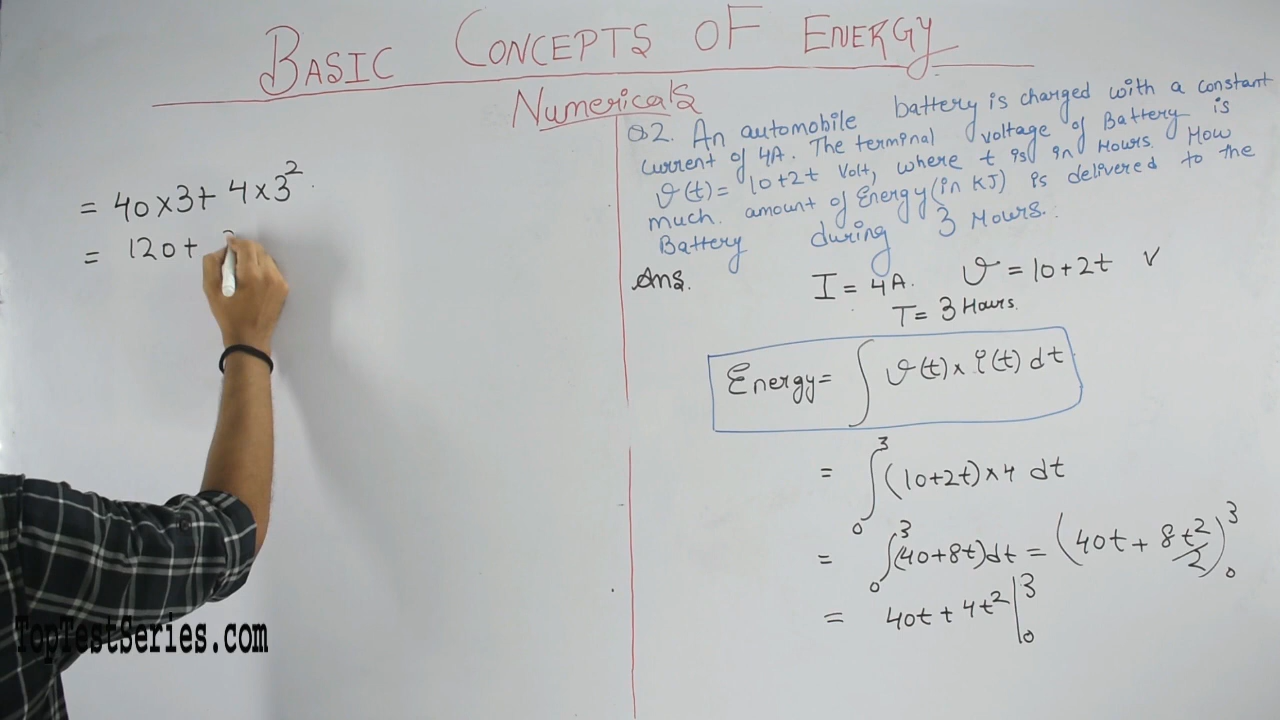 BASIC CONCEPTS OF ENERGY
Numericals
Q2. An automobile battery is charged with a constant
current of 4A. The terminal voltage of Battery is
v(t) = 10+2t Volt, where t is in Hours. How
much amount of Energy (in KJ) is delivered to the
Battery during 3 Hours.
Ans. I = 4A. v = 10+2t ✓
T = 3 Hours.
Energy = ∫ v(t) × i(t) dt
= ∫₀³ (10+2t)×4 dt
= ∫₀³ (40+8t)dt = (40t + 8t²/2)₀³
= 40t + 4t² |₀³
= 40×3+ 4×3².
= 120+
TopTestSeries.com